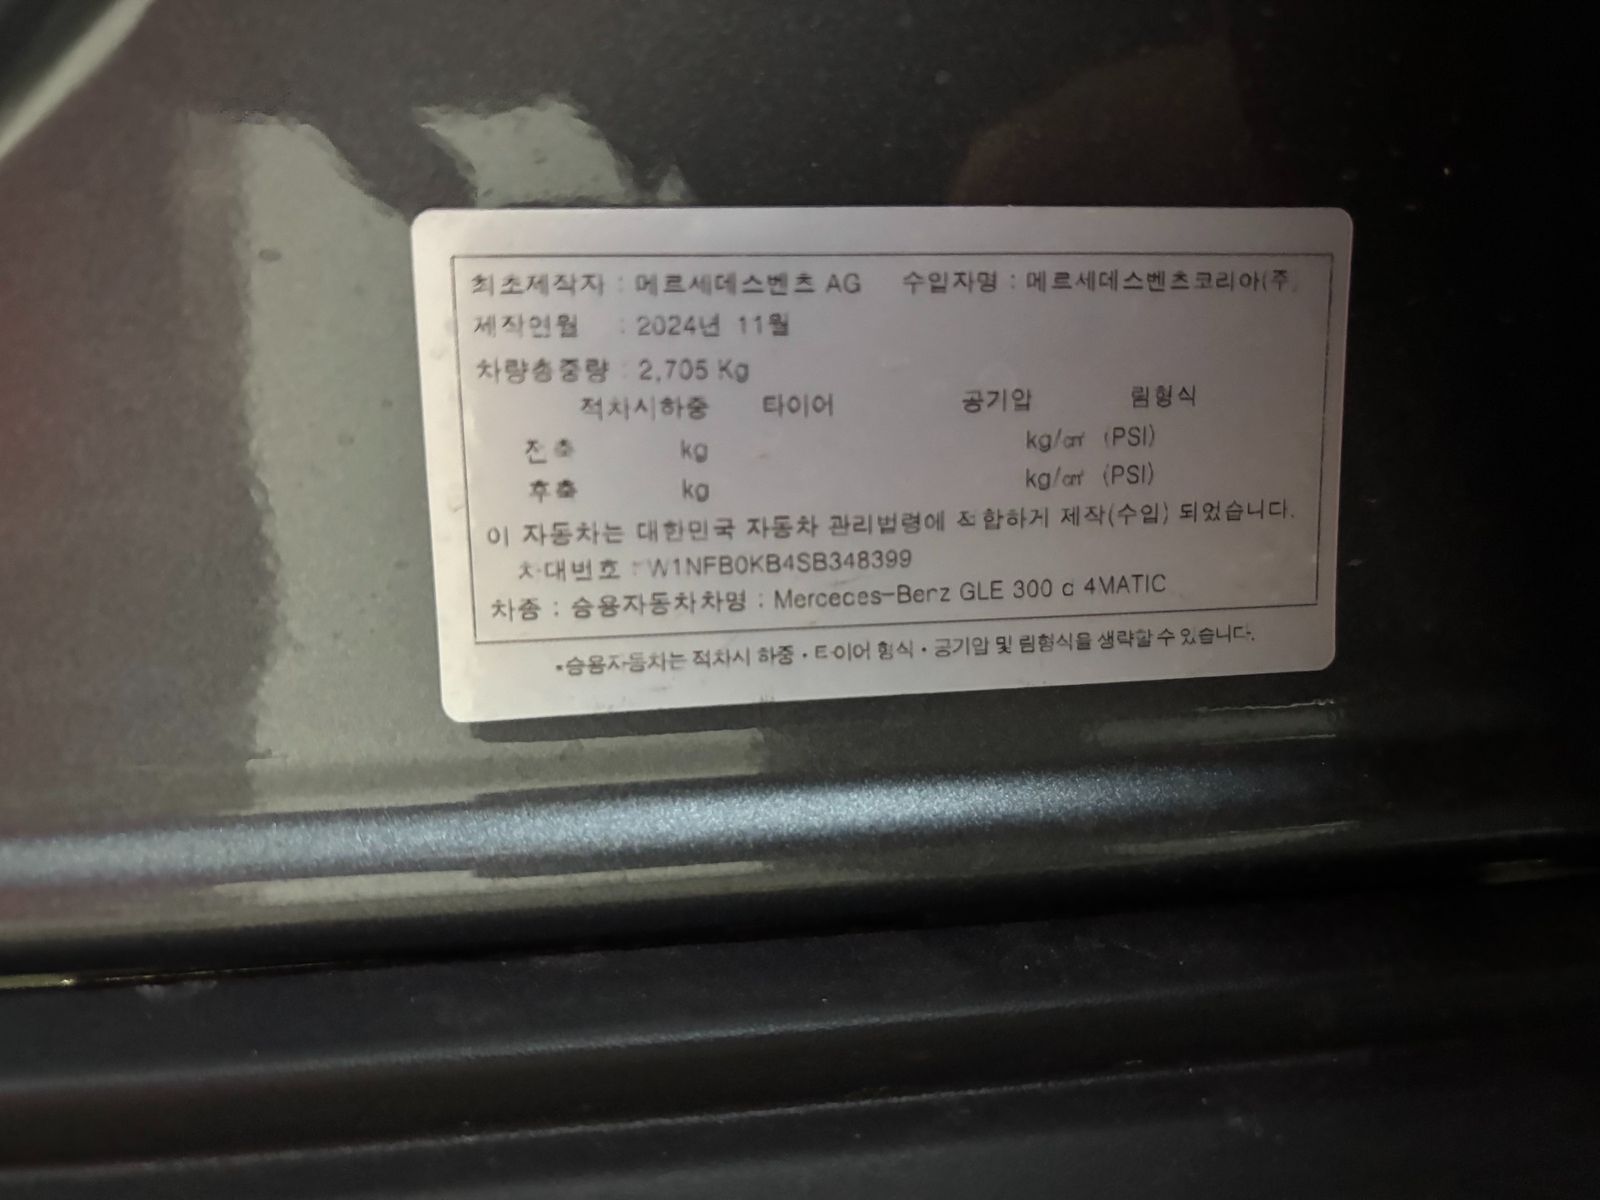 최초제작자 : 메르세데스벤츠 AG 수입자명 : 메르세데스벤츠코리아(주)
제작연월 : 2024년 11월
차량총중량 : 2,705 Kg
적차시하중 타이어 공기압 림형식
전축 kg kg/㎠ (PSI)
후축 kg kg/㎠ (PSI)
이 자동차는 대한민국 자동차 관리법령에 적합하게 제작(수입) 되었습니다.
차대번호 : W1NFB0KB4SB348399
차종 : 승용자동차차명 : Mercedes-Benz GLE 300 d 4MATIC
•승용자동차는 적차시 하중・타이어 형식・공기압 및 림형식을 생략할 수 있습니다.